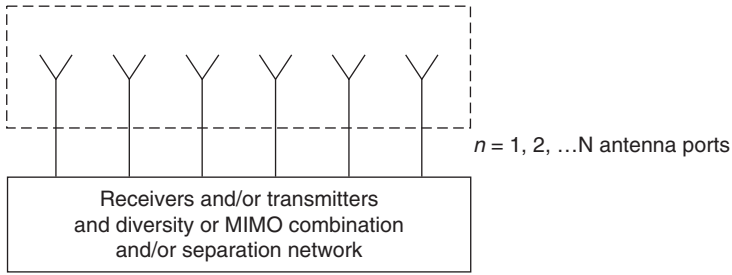 n = 1, 2, …N antenna ports
Receivers and/or transmitters
and diversity or MIMO combination
and/or separation network